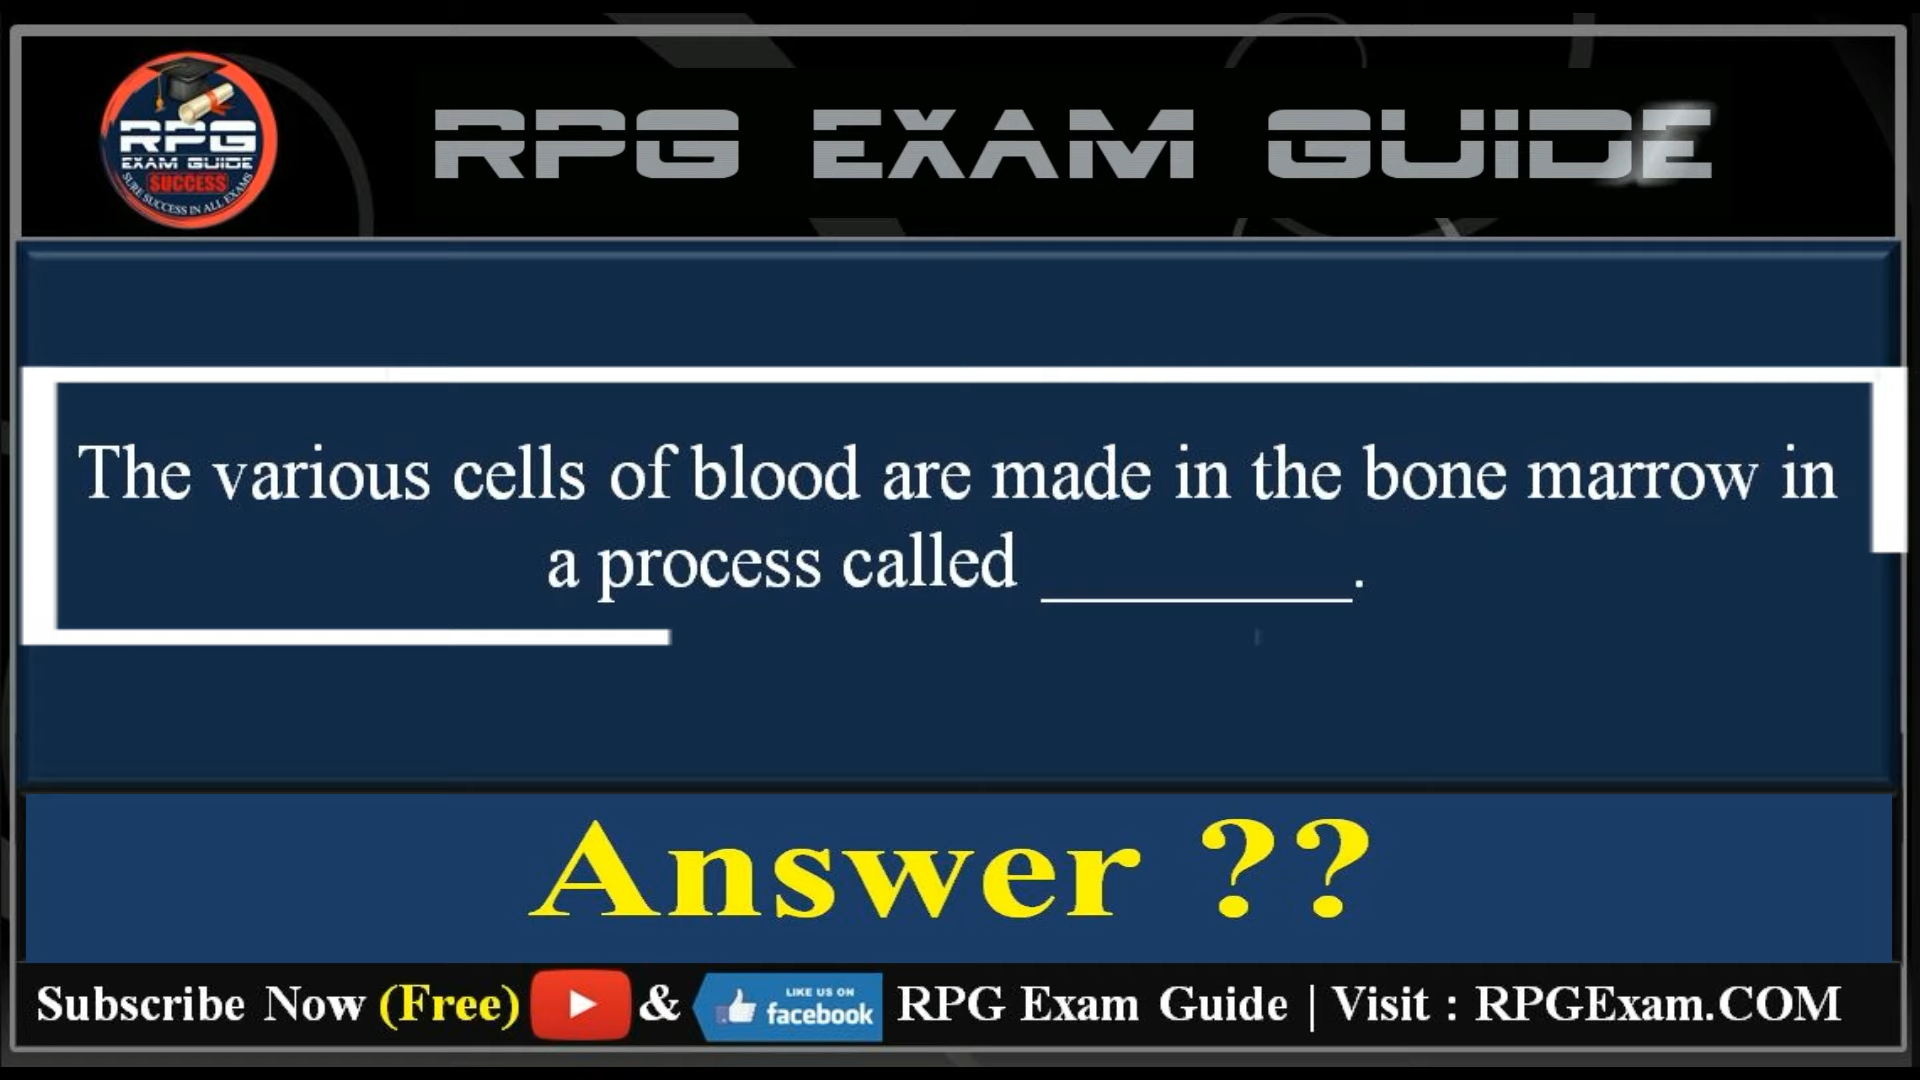 RPG
EXAM GUIDE
SUCCESS
SURE SUCCESS IN ALL EXAMS
RPG EXAM GUIDE
The various cells of blood are made in the bone marrow in
a process called __________.
Answer ??
Subscribe Now (Free) & LIKE US ON facebook RPG Exam Guide | Visit : RPGExam.COM